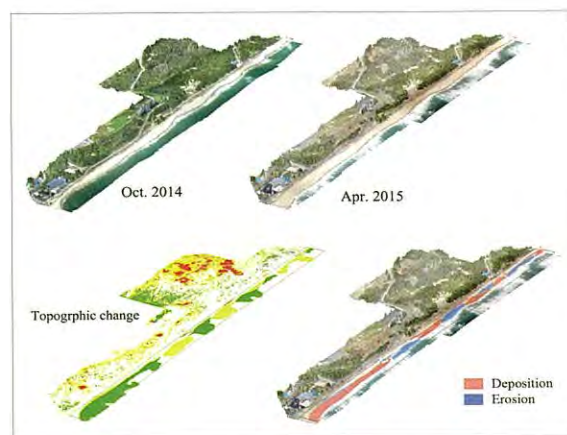 Oct. 2014
Apr. 2015
Topogrphic change
Deposition
Erosion